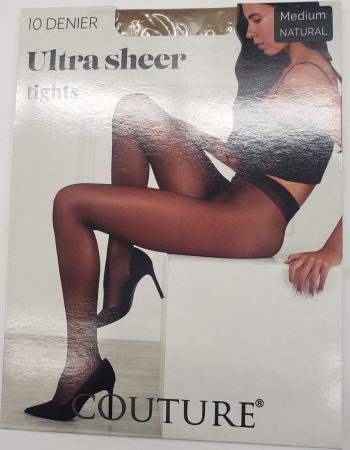 10 DENIER
Medium
NATURAL
Ultra sheer
tights
COUTURE®